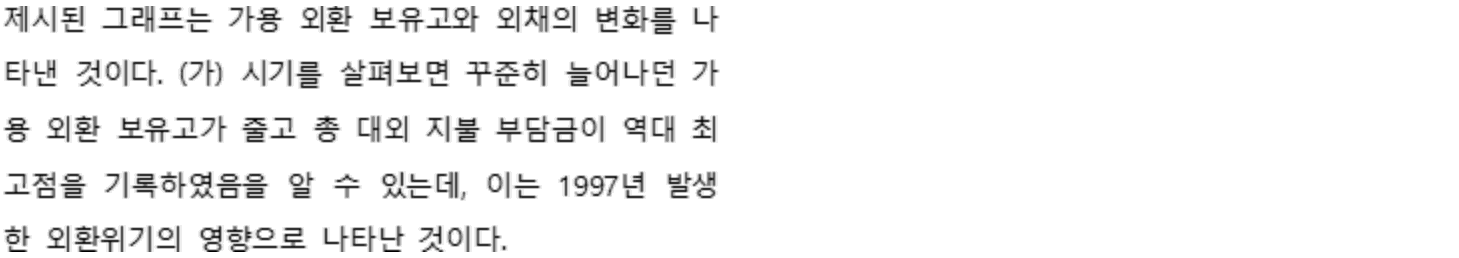 제시된 그래프는 가용 외환 보유고와 외채의 변화를 나
타낸 것이다. (가) 시기를 살펴보면 꾸준히 늘어나던 가
용 외환 보유고가 줄고 총 대외 지불 부담금이 역대 최
고점을 기록하였음을 알 수 있는데, 이는 1997년 발생
한 외환위기의 영향으로 나타난 것이다.